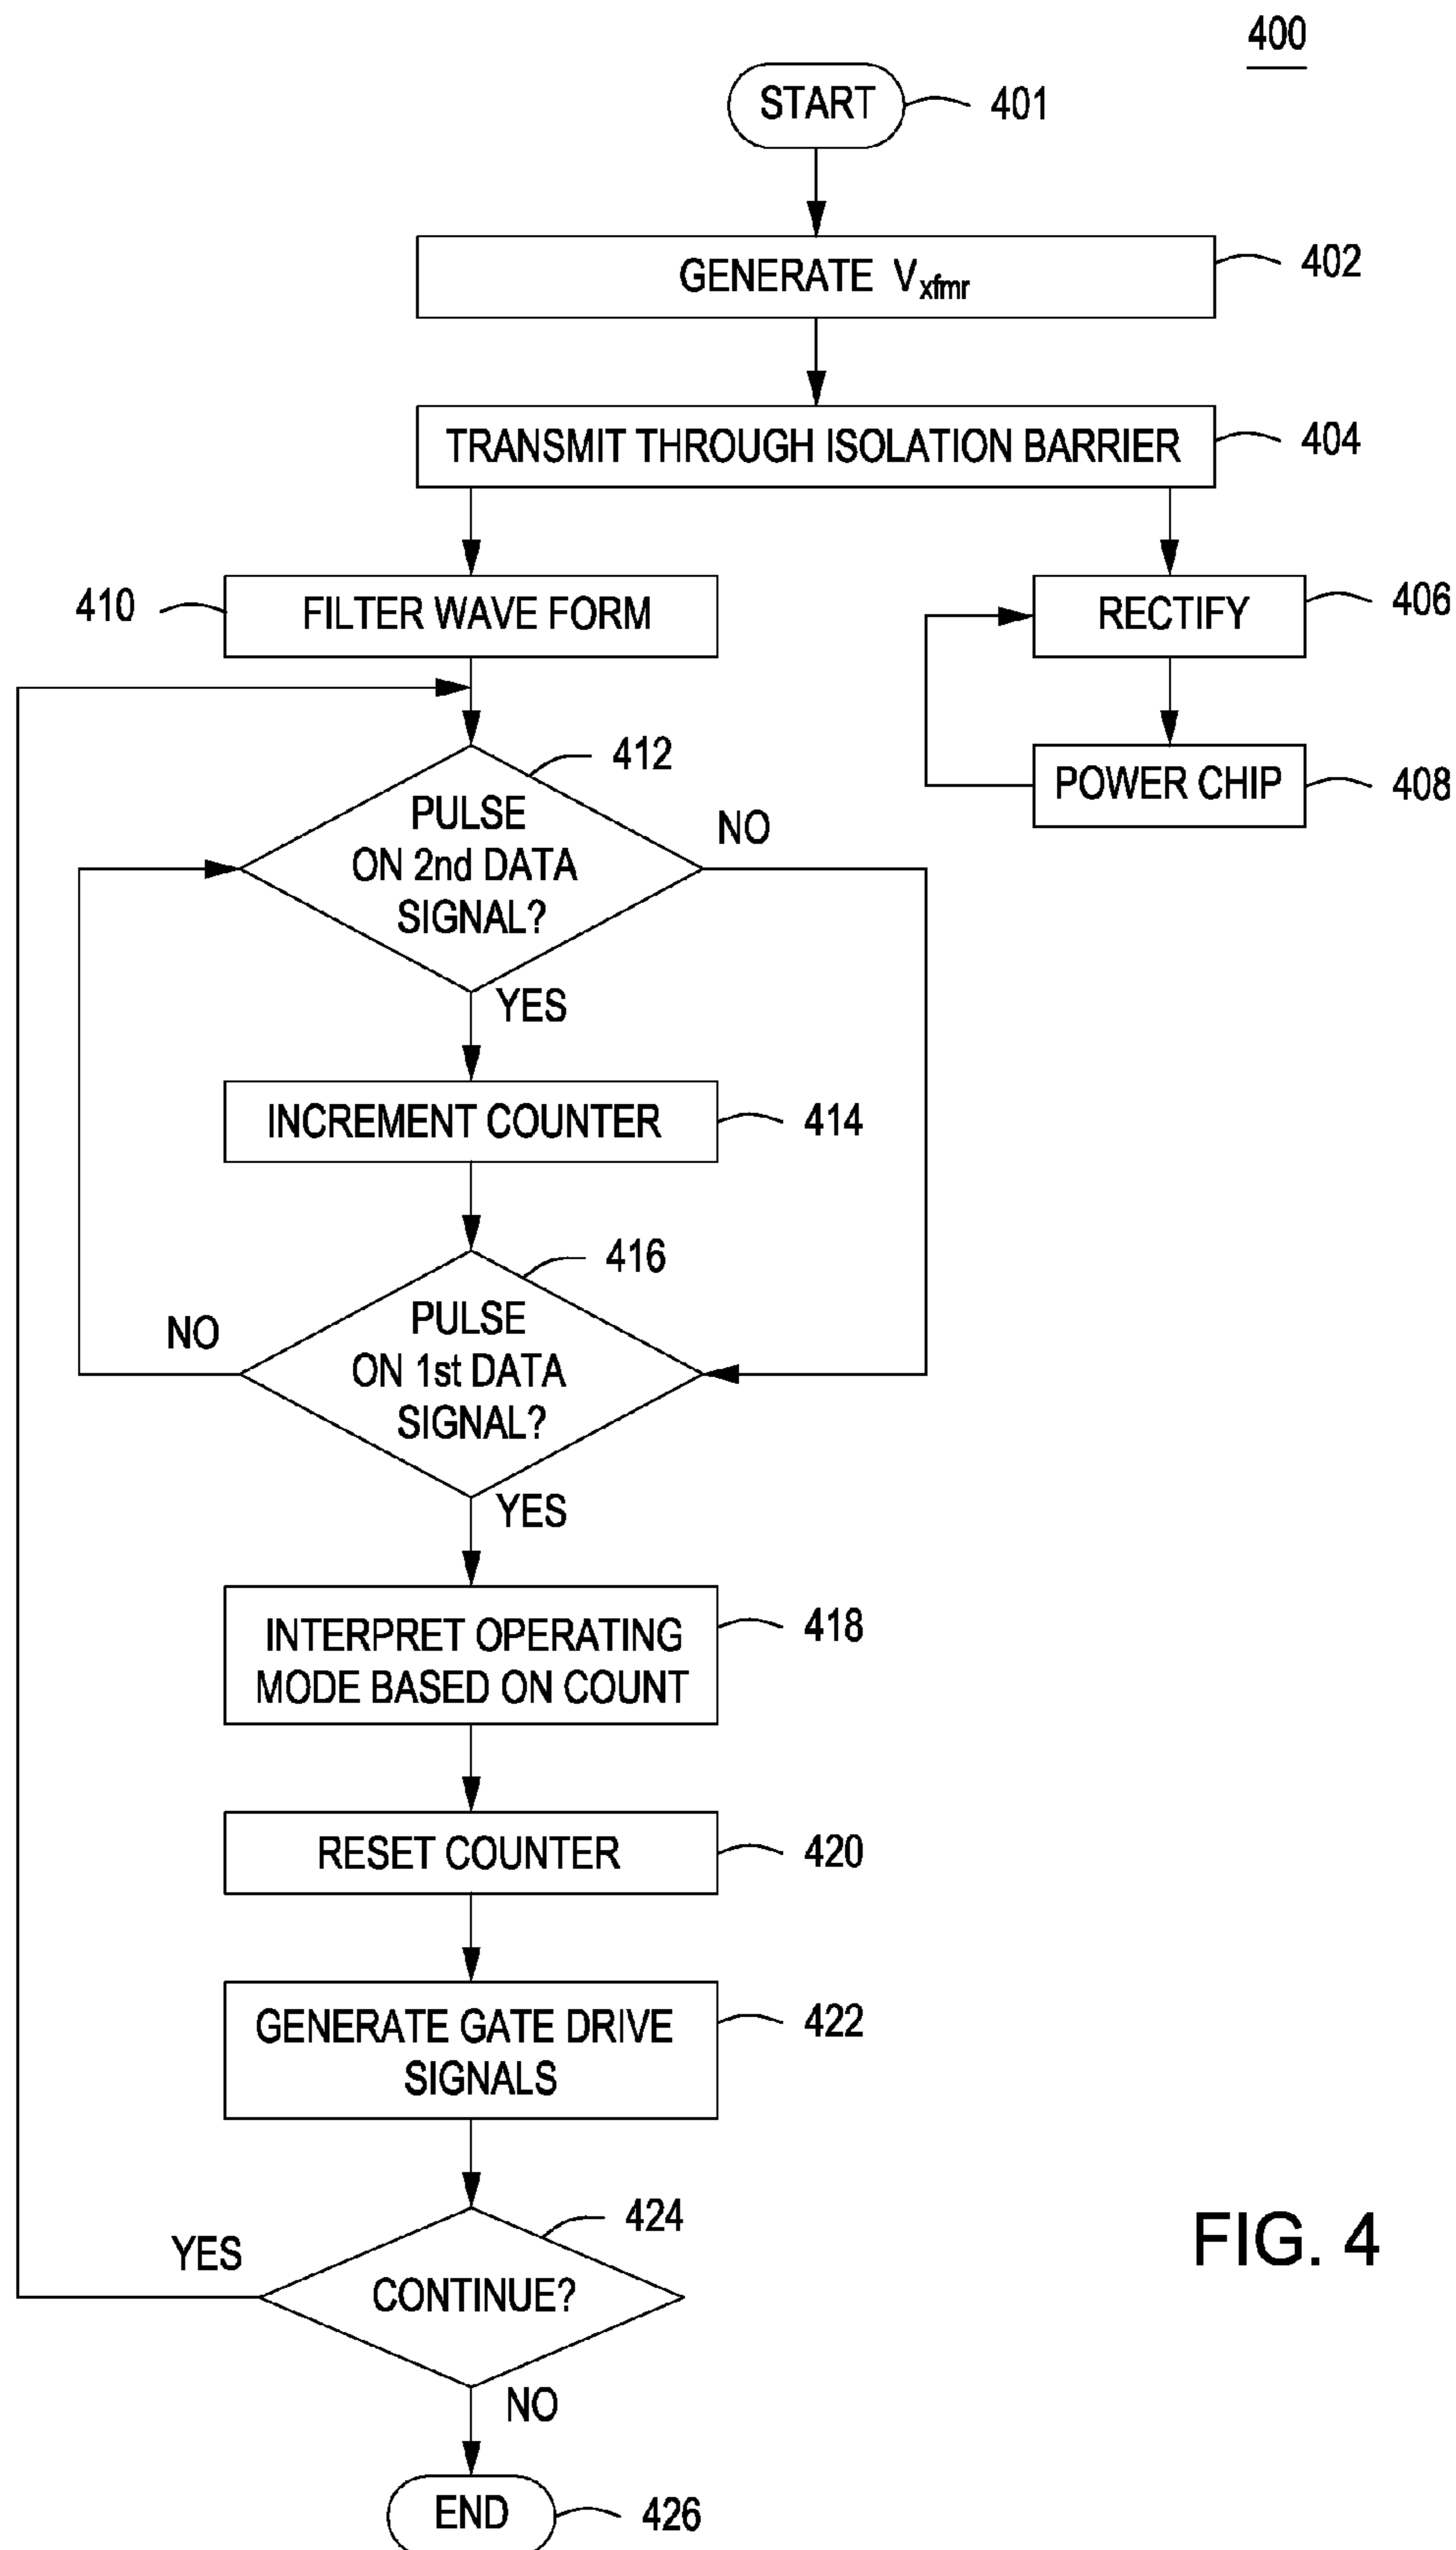 400
START
401
GENERATE Vxfmr
402
TRANSMIT THROUGH ISOLATION BARRIER
404
410
FILTER WAVE FORM
RECTIFY
406
412
POWER CHIP
408
PULSE
ON 2nd DATA
SIGNAL?
NO
YES
INCREMENT COUNTER
414
416
PULSE
ON 1st DATA
SIGNAL?
NO
YES
INTERPRET OPERATING
MODE BASED ON COUNT
418
RESET COUNTER
420
GENERATE GATE DRIVE
SIGNALS
422
424
YES
CONTINUE?
NO
END
426
FIG. 4